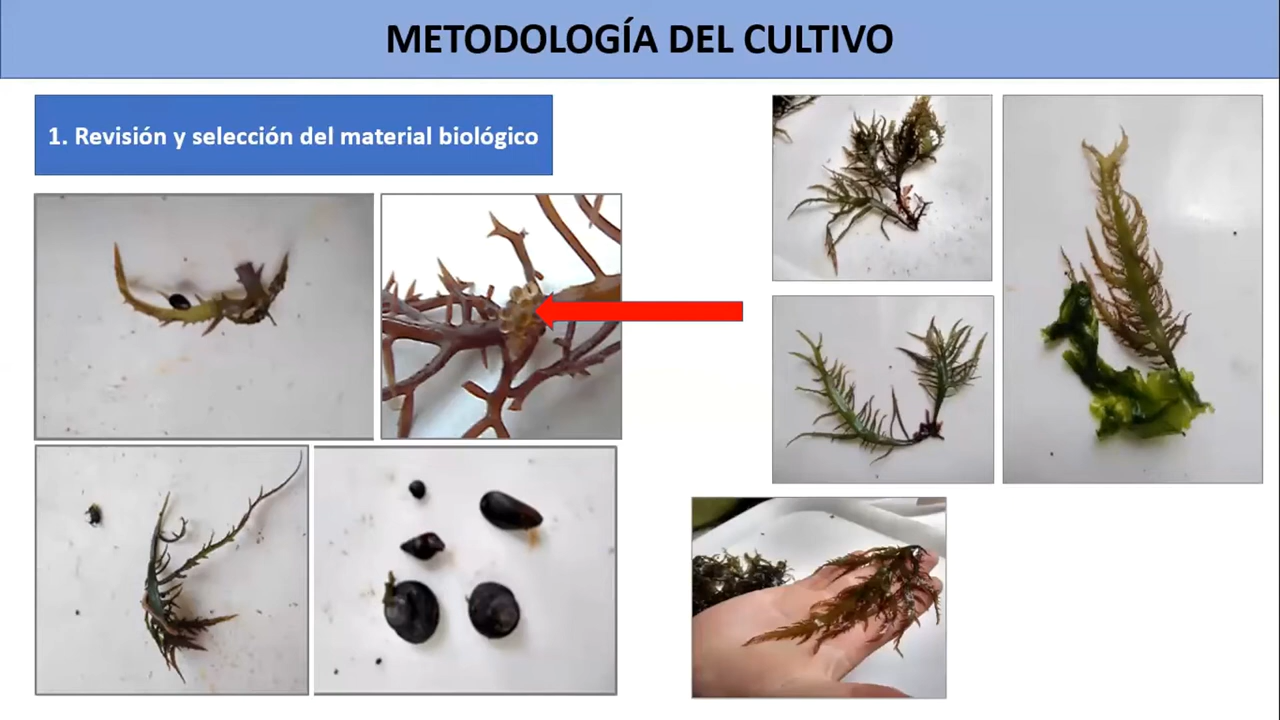 METODOLOGÍA DEL CULTIVO
1. Revisión y selección del material biológico